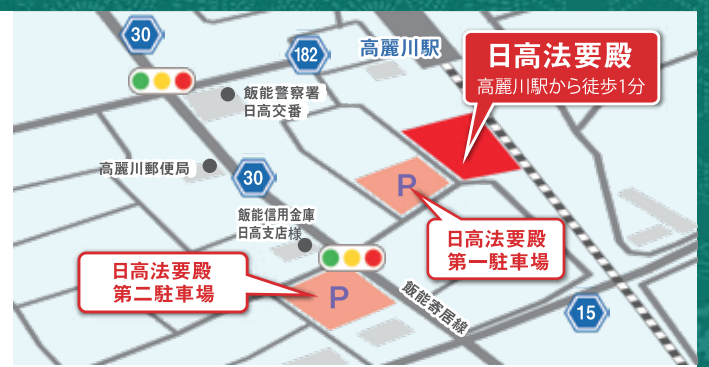 30
182
高麗川駅
日高法要殿
高麗川駅から徒歩1分
飯能警察署
日高交番
高麗川郵便局
30
P
飯能信用金庫
日高支店様
日高法要殿
第一駐車場
日高法要殿
第二駐車場
P
飯能寄居線
15